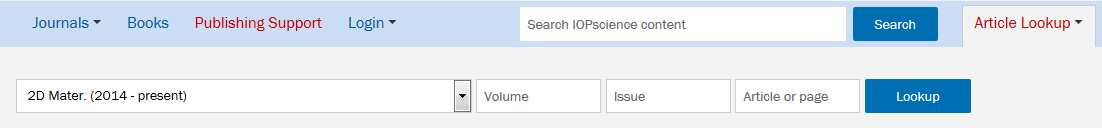 Journals Books Publishing Support Login Search IOPscience content Search Article Lookup
2D Mater. (2014 - present) Volume Issue Article or page Lookup